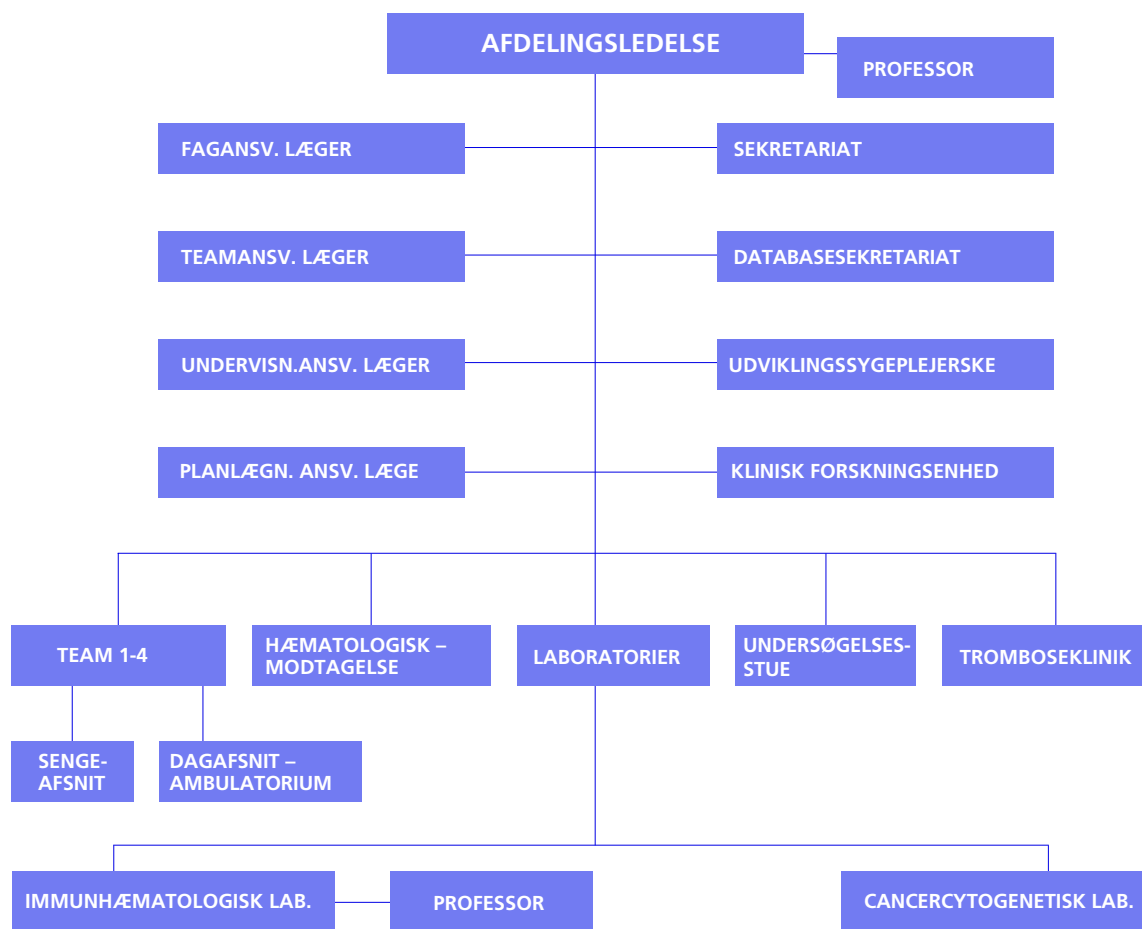 AFDELINGSLEDELSE
PROFESSOR
FAGANSV. LÆGER
SEKRETARIAT
TEAMANSV. LÆGER
DATABASESEKRETARIAT
UNDERVISN.ANSV. LÆGER
UDVIKLINGSSYGEPLEJERSKE
PLANLÆGN. ANSV. LÆGE
KLINISK FORSKNINGSENHED
TEAM 1-4
HÆMATOLOGISK –
MODTAGELSE
LABORATORIER
UNDERSØGELSES-
STUE
TROMBOSEKLINIK
SENGE-
AFSNIT
DAGAFSNIT –
AMBULATORIUM
IMMUNHÆMATOLOGISK LAB.
PROFESSOR
CANCERCYTOGENETISK LAB.